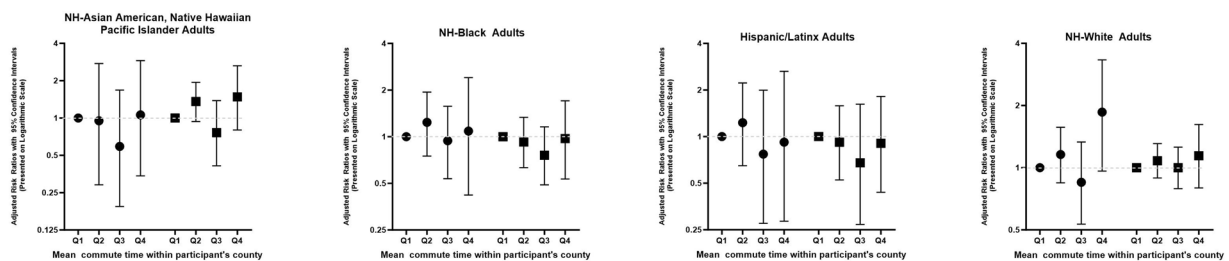 NH-Asian American, Native Hawaiian
Pacific Islander Adults
Adjusted Risk Ratios with 95% Confidence Intervals
(Presented on Logarithmic Scale)
4
2
1
0.5
0.25
0.125
Q1 Q2 Q3 Q4 Q1 Q2 Q3 Q4
Mean commute time within participant's county
NH-Black Adults
Adjusted Risk Ratios with 95% Confidence Intervals
(Presented on Logarithmic Scale)
4
2
1
0.5
0.25
Q1 Q2 Q3 Q4 Q1 Q2 Q3 Q4
Mean commute time within participant's county
Hispanic/Latinx Adults
Adjusted Risk Ratios with 95% Confidence Intervals
(Presented on Logarithmic Scale)
4
2
1
0.5
0.25
Q1 Q2 Q3 Q4 Q1 Q2 Q3 Q4
Mean commute time within participant's county
NH-White Adults
Adjusted Risk Ratios with 95% Confidence Intervals
(Presented on Logarithmic Scale)
4
2
1
0.5
Q1 Q2 Q3 Q4 Q1 Q2 Q3 Q4
Mean commute time within participant's county